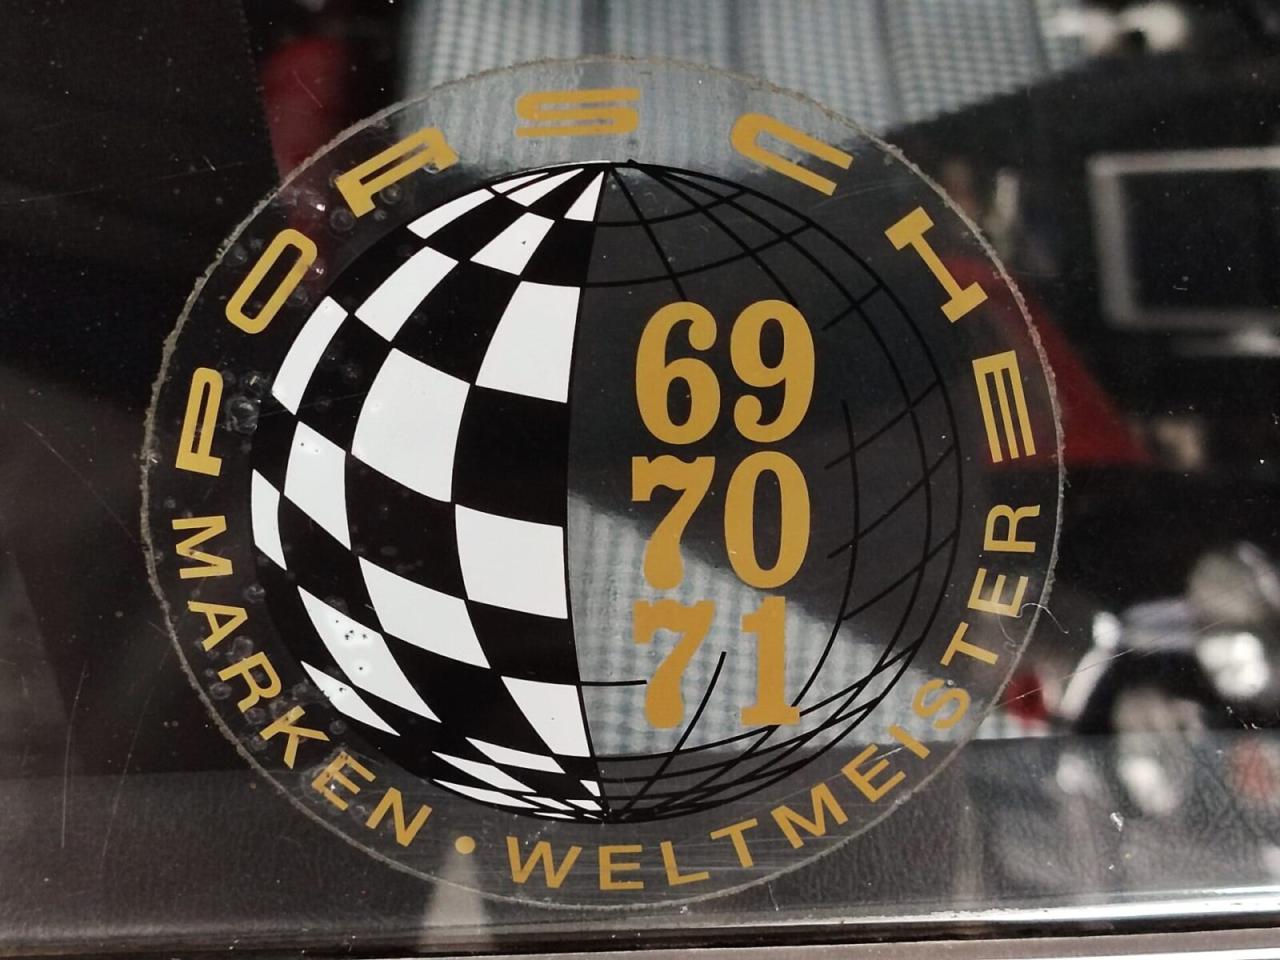 PORSCHE
69
70
71
MARKEN • WELTMEISTER